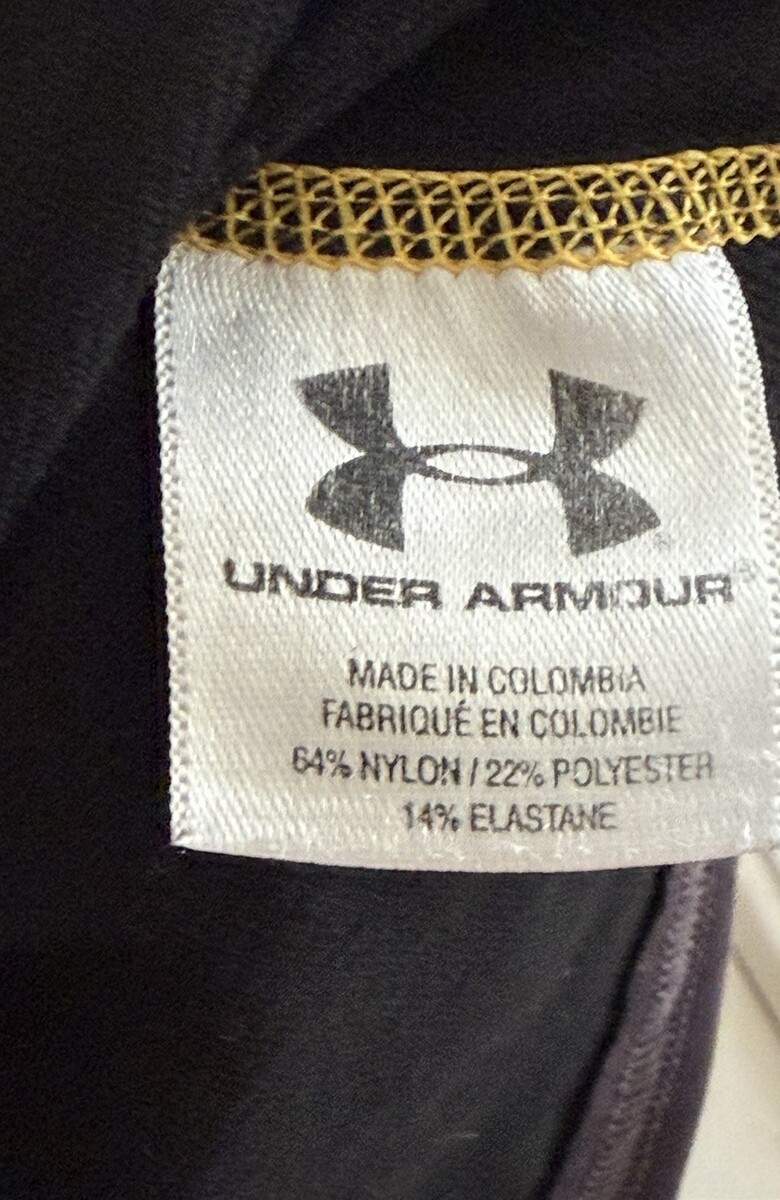 UNDER ARMOUR®
MADE IN COLOMBIA
FABRIQUÉ EN COLOMBIE
64% NYLON / 22% POLYESTER
14% ELASTANE